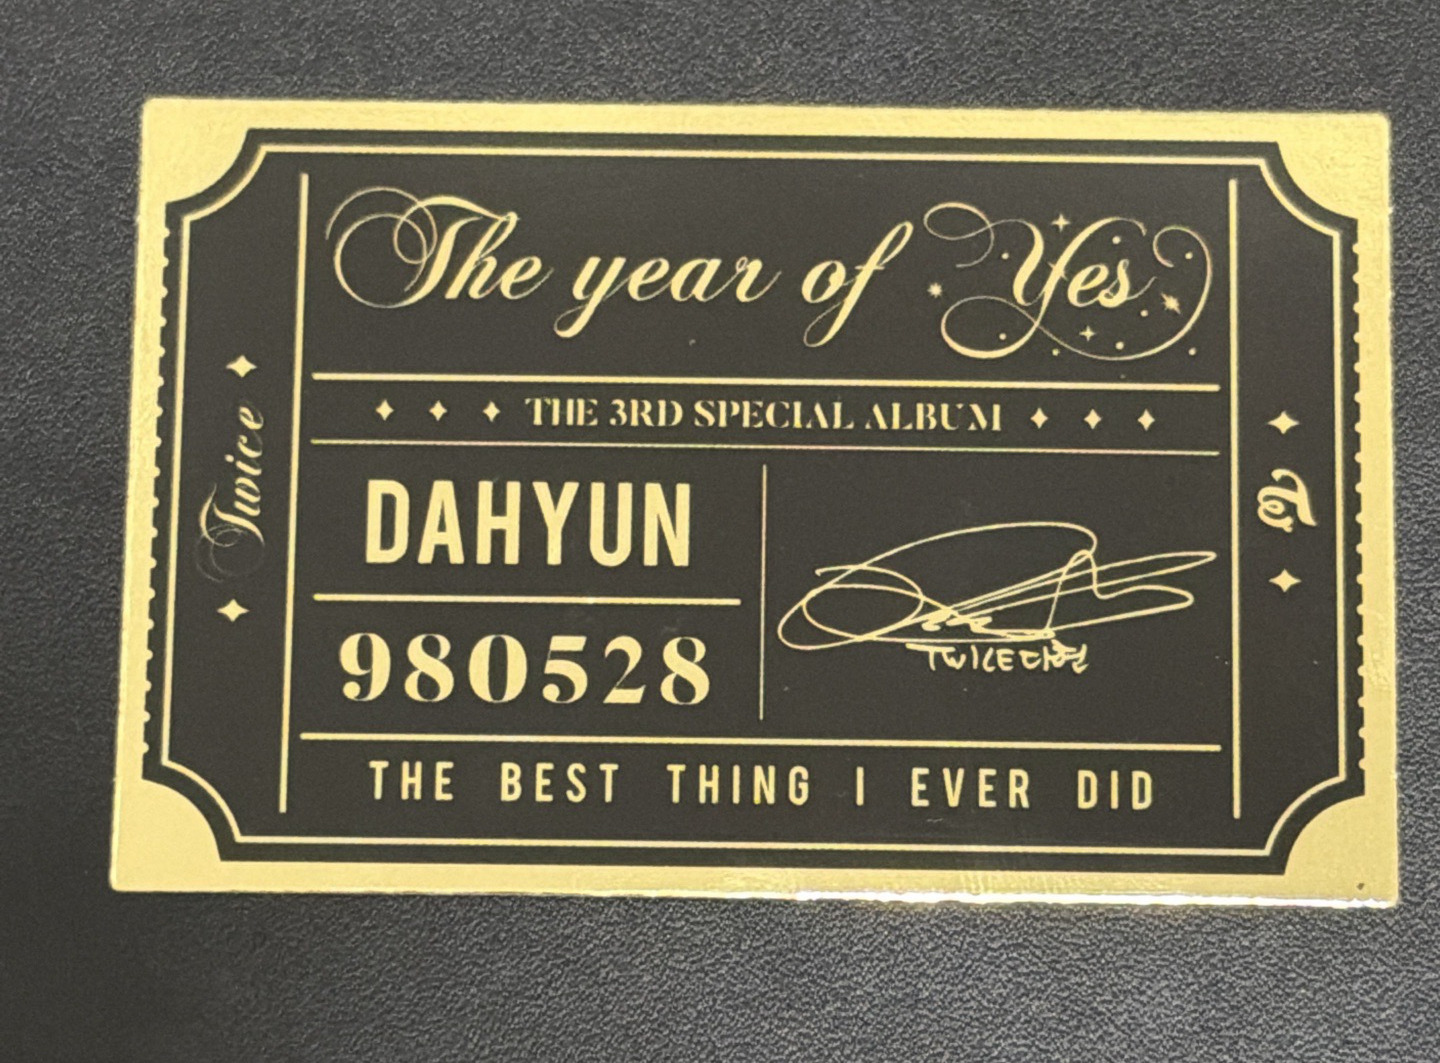 The year of Yes
THE 3RD SPECIAL ALBUM
Twice
DAHYUN
980528
TWICE다현
THE BEST THING I EVER DID